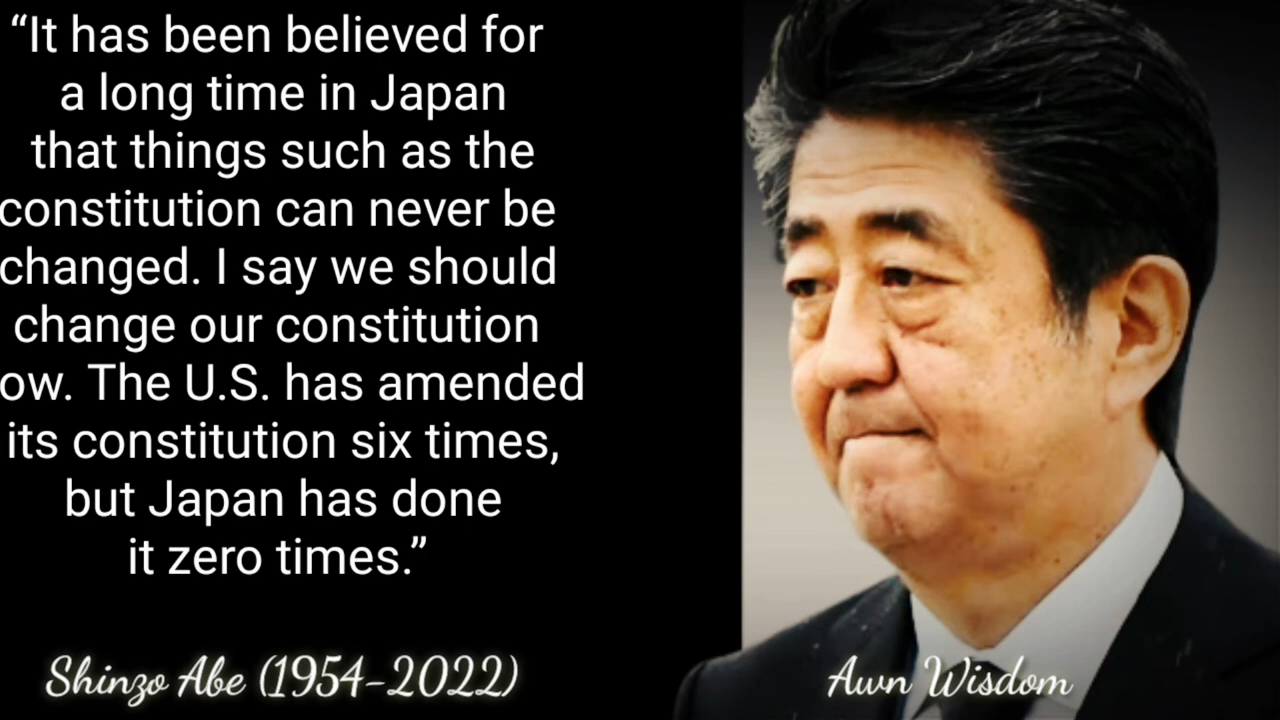 “It has been believed for
a long time in Japan
that things such as the
constitution can never be
changed. I say we should
change our constitution
ow. The U.S. has amended
its constitution six times,
but Japan has done
it zero times.”
Shinzo Abe (1954-2022)
Awn Wisdom